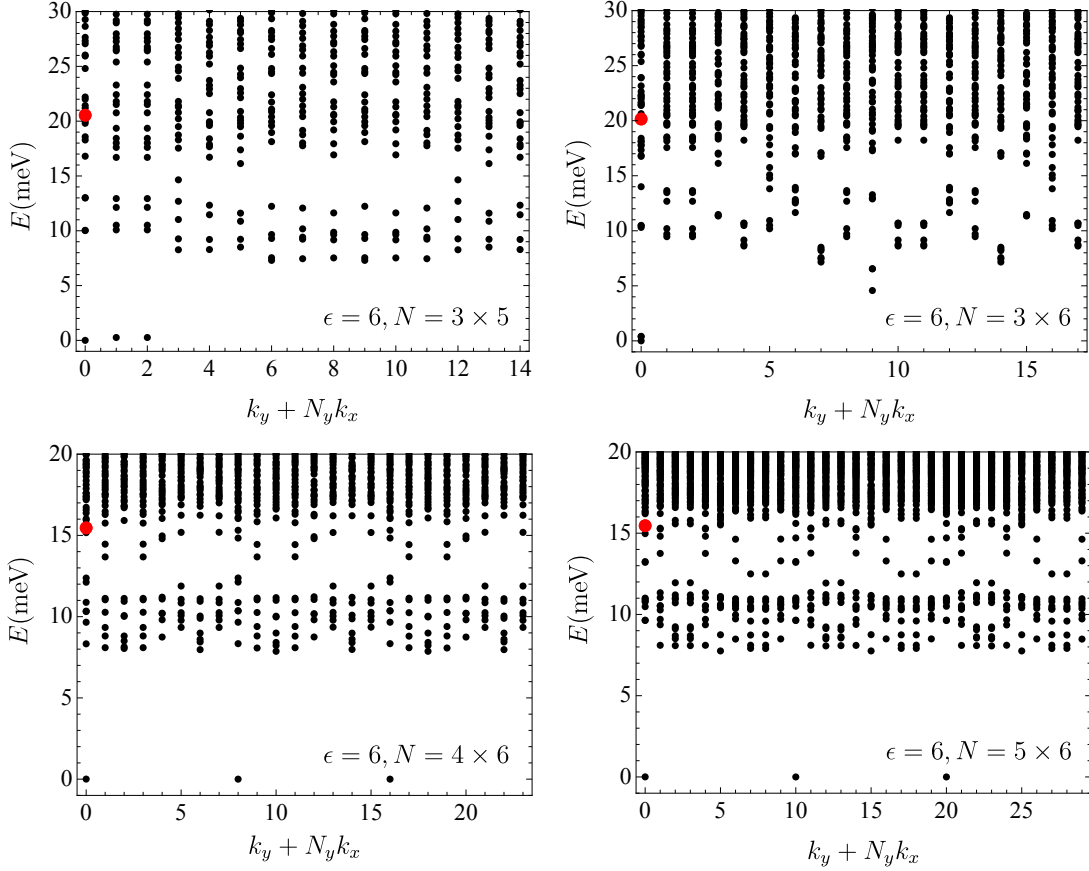 30
25
20
15
10
5
0
E(meV)
ϵ = 6, N = 3 × 5
0 2 4 6 8 10 12 14
k_y + N_y k_x
30
25
20
15
10
5
0
E(meV)
ϵ = 6, N = 3 × 6
0 5 10 15
k_y + N_y k_x
20
15
10
5
0
E(meV)
ϵ = 6, N = 4 × 6
0 5 10 15 20
k_y + N_y k_x
20
15
10
5
0
E(meV)
ϵ = 6, N = 5 × 6
0 5 10 15 20 25
k_y + N_y k_x